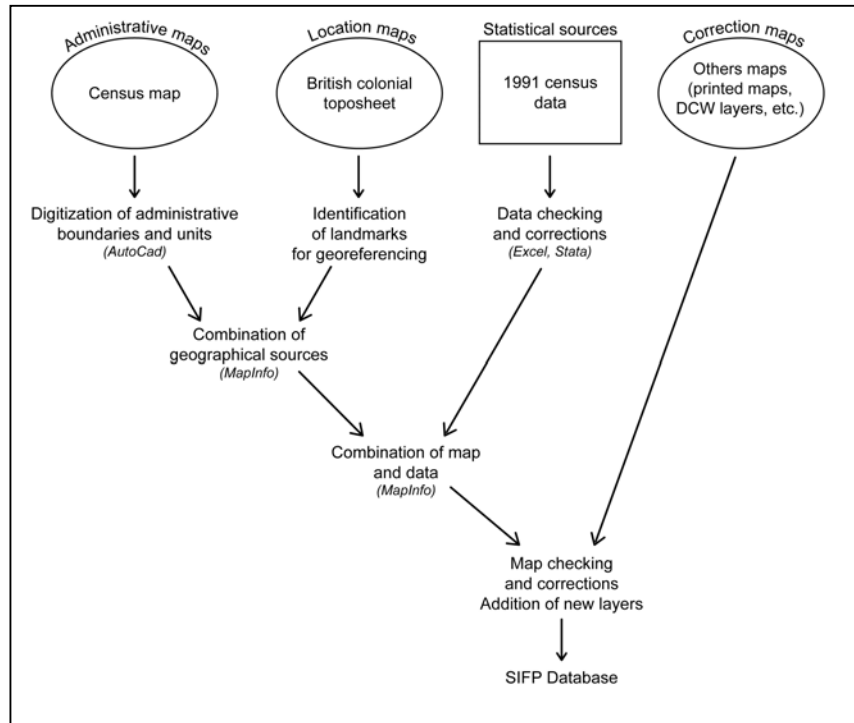 Administrative maps
Location maps
Statistical sources
Correction maps
Census map
British colonial
toposheet
1991 census
data
Others maps
(printed maps,
DCW layers, etc.)
Digitization of administrative
boundaries and units
(AutoCad)
Identification
of landmarks
for georeferencing
Data checking
and corrections
(Excel, Stata)
Combination of
geographical sources
(MapInfo)
Combination of map
and data
(MapInfo)
Map checking
and corrections
Addition of new layers
SIFP Database